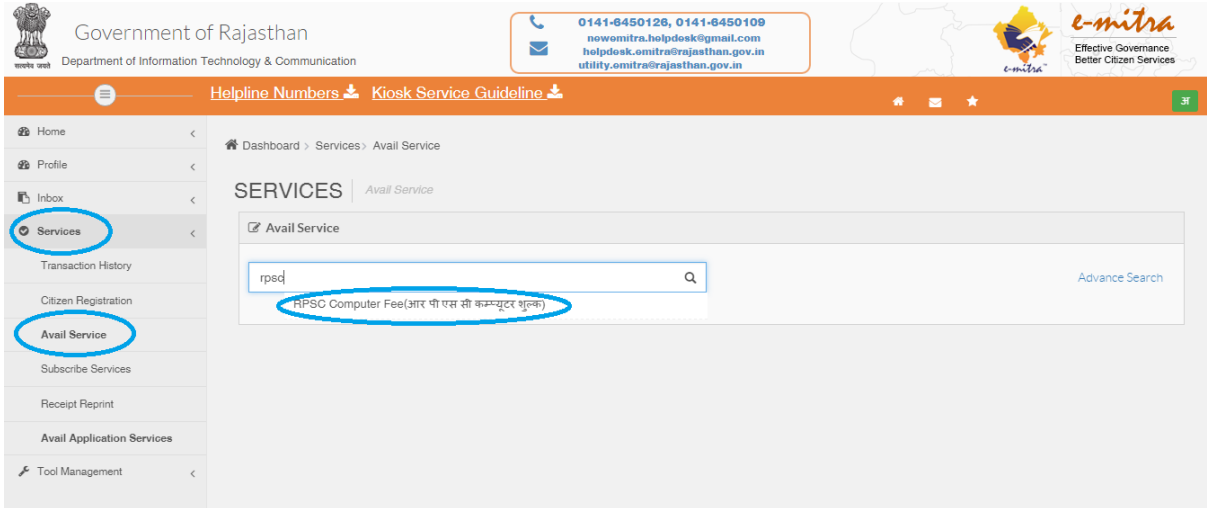 Government of Rajasthan
Department of Information Technology & Communication
सत्यमेव जयते
0141-6450126, 0141-6450109
newemitra.helpdesk@gmail.com
helpdesk.emitra@rajasthan.gov.in
utility.emitra@rajasthan.gov.in
e-mitra™
e-mitra
Effective Governance
Better Citizen Services
Helpline Numbers Kiosk Service Guideline
अ
Home
Profile
Inbox
Services
Transaction History
Citizen Registration
Avail Service
Subscribe Services
Receipt Reprint
Avail Application Services
Tool Management
Dashboard > Services> Avail Service
SERVICES Avail Service
Avail Service
rpsc
Advance Search
RPSC Computer Fee(आर पी एस सी कम्प्यूटर शुल्क)